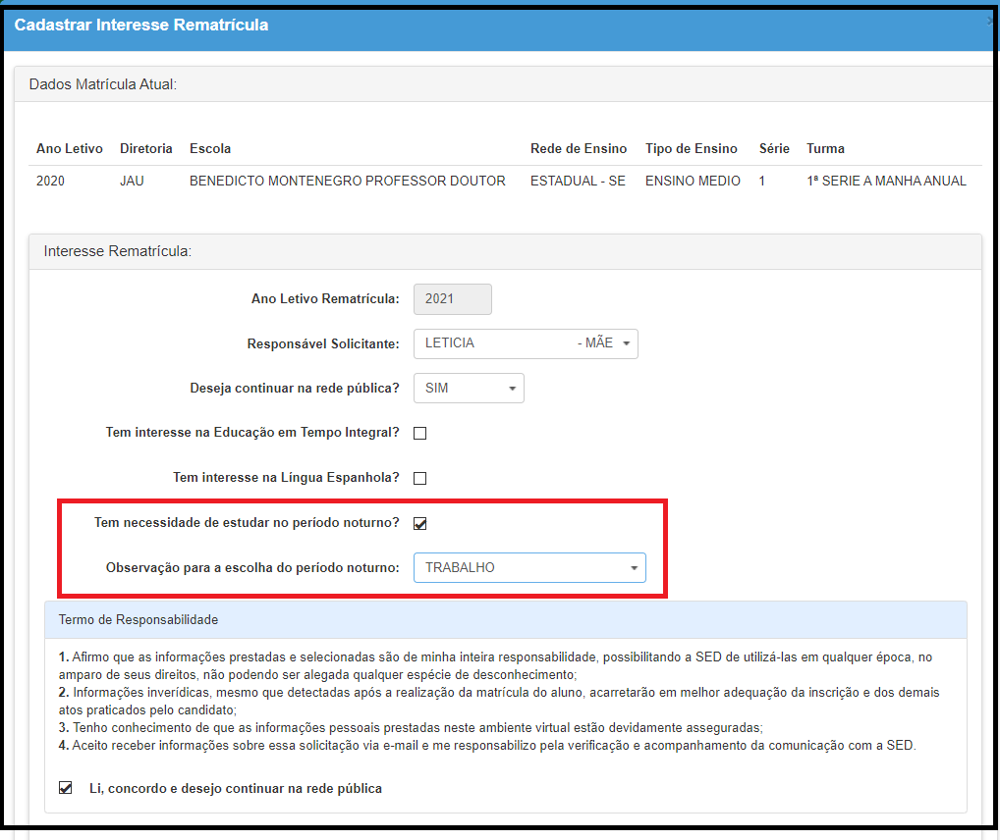 Cadastrar Interesse Rematrícula
Dados Matrícula Atual:
Ano Letivo Diretoria Escola Rede de Ensino Tipo de Ensino Série Turma
2020 JAU BENEDICTO MONTENEGRO PROFESSOR DOUTOR ESTADUAL - SE ENSINO MEDIO 1 1ª SERIE A MANHA ANUAL
Interesse Rematrícula:
Ano Letivo Rematrícula: 2021
Responsável Solicitante: LETICIA - MÃE
Deseja continuar na rede pública? SIM
Tem interesse na Educação em Tempo Integral?
Tem interesse na Língua Espanhola?
Tem necessidade de estudar no período noturno?
Observação para a escolha do período noturno: TRABALHO
Termo de Responsabilidade
1. Afirmo que as informações prestadas e selecionadas são de minha inteira responsabilidade, possibilitando a SED de utilizá-las em qualquer época, no
amparo de seus direitos, não podendo ser alegada qualquer espécie de desconhecimento;
2. Informações inverídicas, mesmo que detectadas após a realização da matrícula do aluno, acarretarão em melhor adequação da inscrição e dos demais
atos praticados pelo candidato;
3. Tenho conhecimento de que as informações pessoais prestadas neste ambiente virtual estão devidamente asseguradas;
4. Aceito receber informações sobre essa solicitação via e-mail e me responsabilizo pela verificação e acompanhamento da comunicação com a SED.
Li, concordo e desejo continuar na rede pública